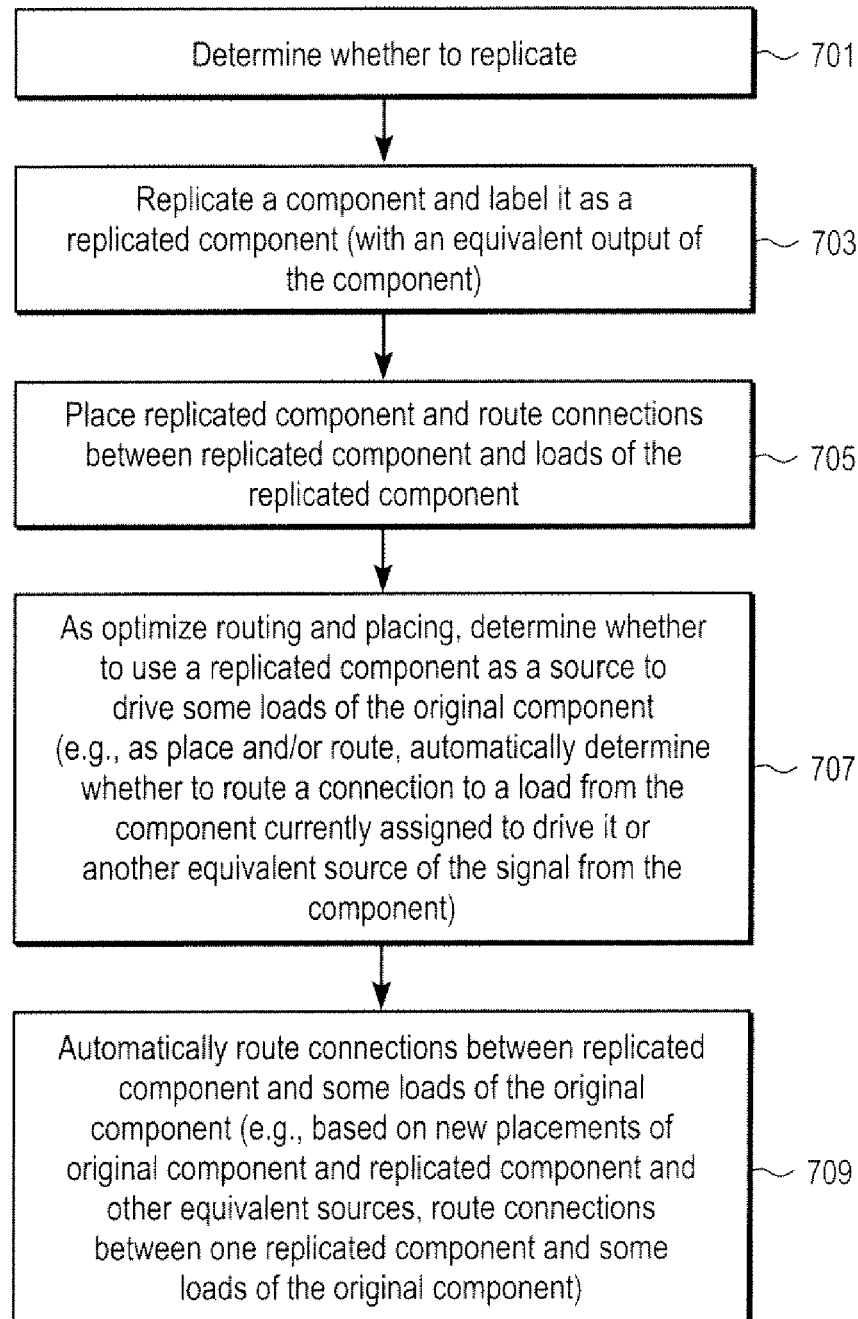 Determine whether to replicate
701
Replicate a component and label it as a
replicated component (with an equivalent output of
the component)
703
Place replicated component and route connections
between replicated component and loads of the
replicated component
705
As optimize routing and placing, determine whether
to use a replicated component as a source to
drive some loads of the original component
(e.g., as place and/or route, automatically determine
whether to route a connection to a load from the
component currently assigned to drive it or
another equivalent source of the signal from the
component)
707
Automatically route connections between replicated
component and some loads of the original
component (e.g., based on new placements of
original component and replicated component and
other equivalent sources, route connections
between one replicated component and some
loads of the original component)
709